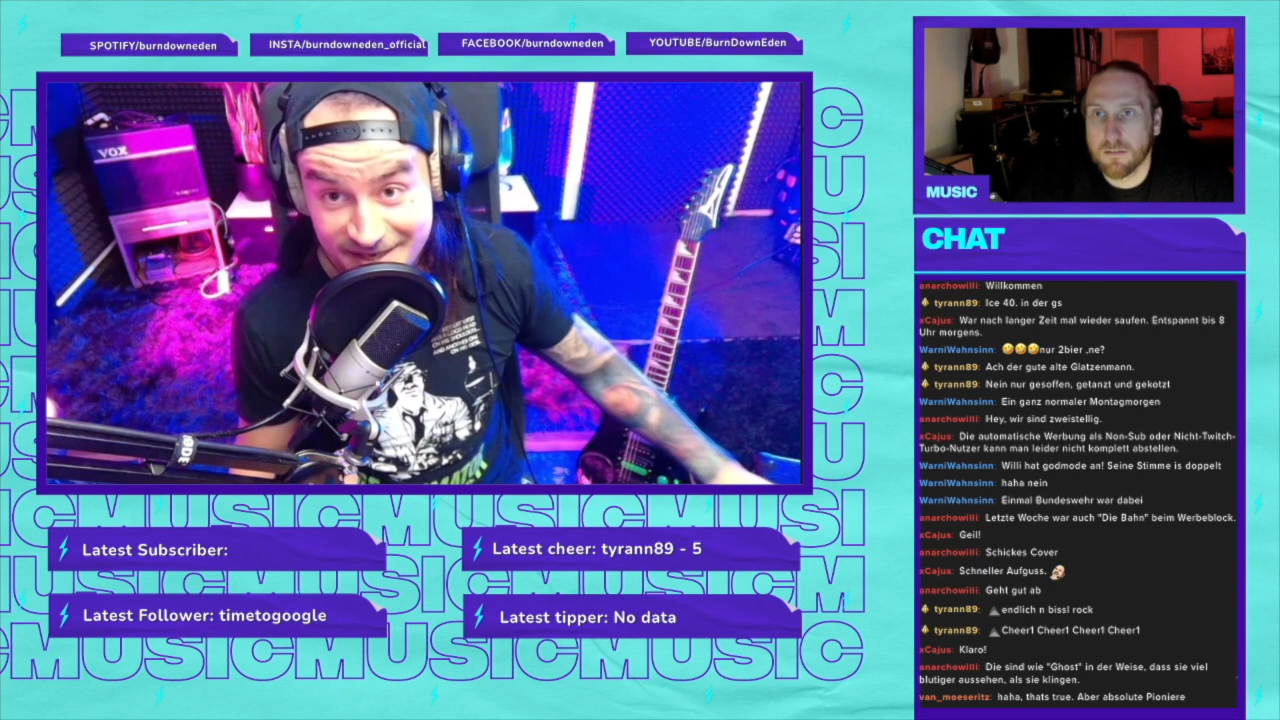 SPOTIFY/burndowneden
INSTA/burndowneden_official
FACEBOOK/burndowneden
YOUTUBE/BurnDownEden
VOX
MUSIC
CHAT
anarchowilli: Willkommen
tyrann89: Ice 40. in der gs
xCajus: War nach langer Zeit mal wieder saufen. Entspannt bis 8
Uhr morgens.
WarniWahnsinn: 🤣🤣🤣nur 2bier ,ne?
tyrann89: Ach der gute alte Glatzenmann.
tyrann89: Nein nur gesoffen, getanzt und gekotzt
WarniWahnsinn: Ein ganz normaler Montagmorgen
anarchowilli: Hey, wir sind zweistellig.
xCajus: Die automatische Werbung als Non-Sub oder Nicht-Twitch-
Turbo-Nutzer kann man leider nicht komplett abstellen.
WarniWahnsinn: Willi hat godmode an! Seine Stimme is doppelt
WarniWahnsinn: haha nein
WarniWahnsinn: Einmal Bundeswehr war dabei
anarchowilli: Letzte Woche war auch "Die Bahn" beim Werbeblock.
xCajus: Geil!
anarchowilli: Schickes Cover
xCajus: Schneller Aufguss.
anarchowilli: Geht gut ab
tyrann89: endlich n bissl rock
tyrann89: Cheer1 Cheer1 Cheer1 Cheer1
xCajus: Klaro!
anarchowilli: Die sind wie "Ghost" in der Weise, dass sie viel
blutiger aussehen, als sie klingen.
van_moeseritz: haha, thats true. Aber absolute Pioniere
Latest Subscriber:
Latest cheer: tyrann89 - 5
Latest Follower: timetogoogle
Latest tipper: No data
MUSICMUSICMUSICMUSI
MUSICMUSICMUSICMUSIC